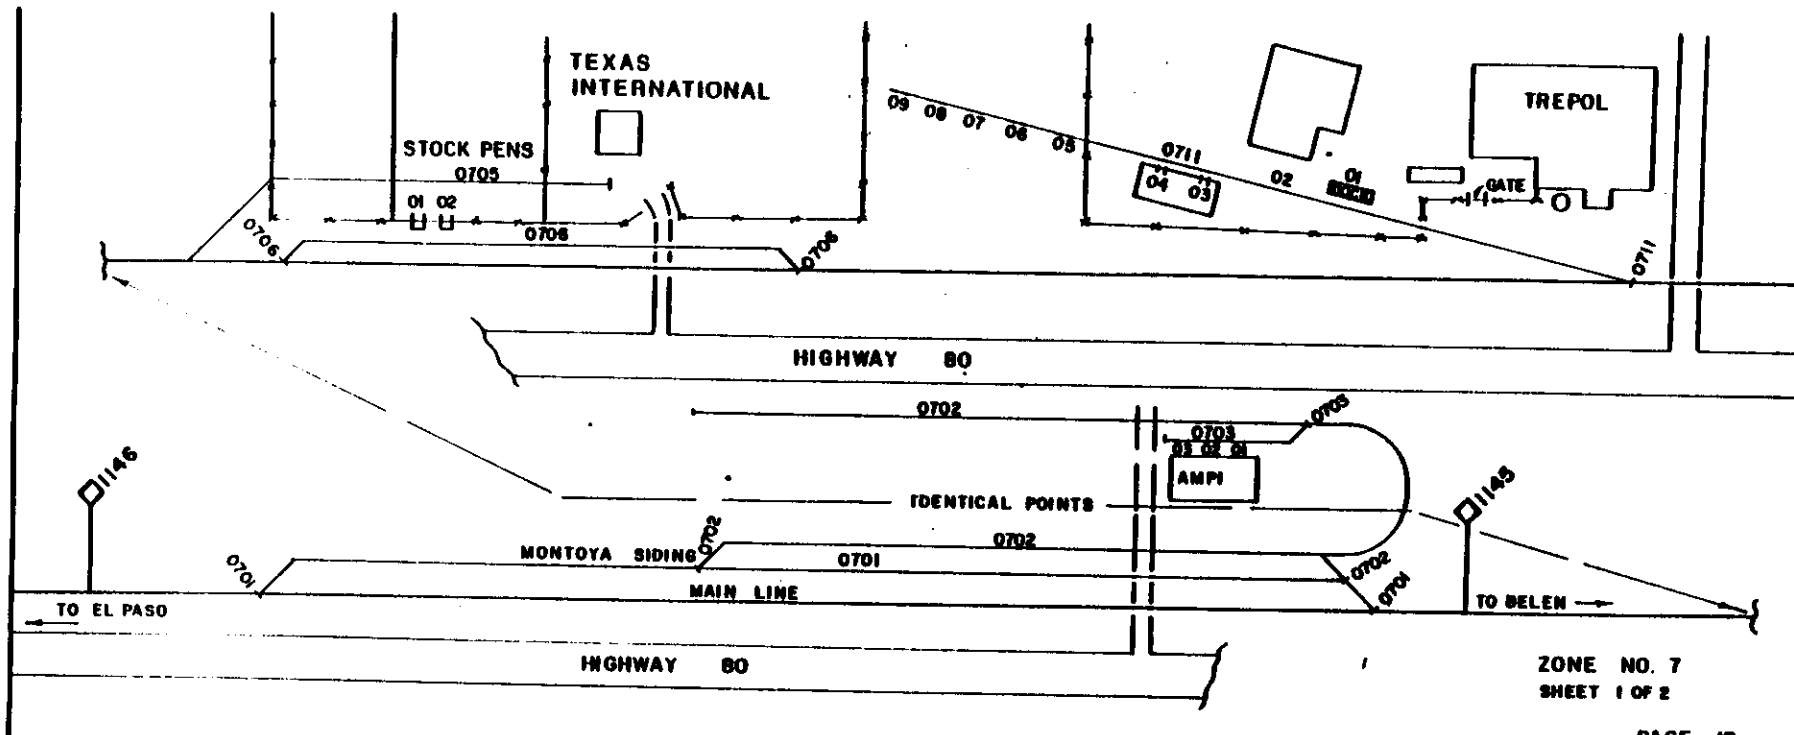 TEXAS
INTERNATIONAL
TREPOL
09 08 07 06 05
0711
STOCK PENS
0705
04 03
02
01
GATE
01 02
0706
0706
0706
0711
HIGHWAY 80
0702
0703
0703
03 02 01
AMPI
1146
1145
IDENTICAL POINTS
0702
0702
MONTOYA SIDING
0701
0701
0702
0701
MAIN LINE
TO EL PASO
TO BELEN
HIGHWAY 80
ZONE NO. 7
SHEET 1 OF 2